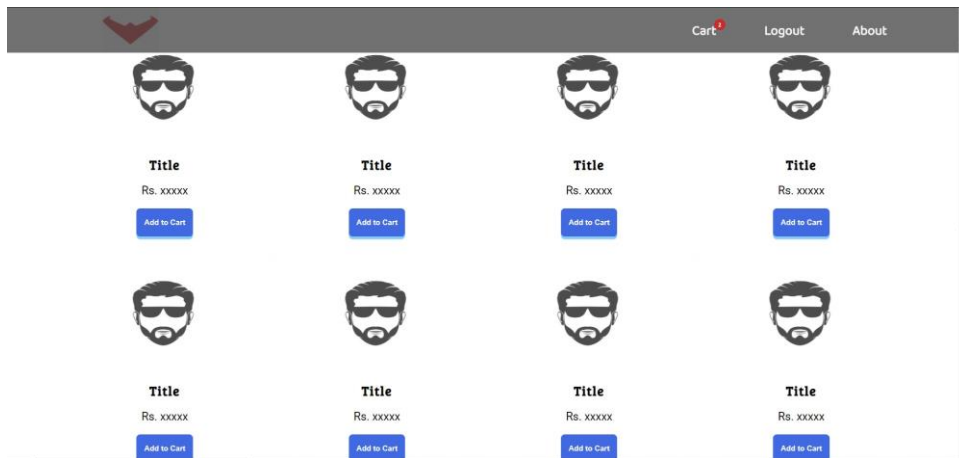 Cart Logout About
Title Title Title Title
Rs. xxxxx Rs. xxxxx Rs. xxxxx Rs. xxxxx
Add to Cart Add to Cart Add to Cart Add to Cart
Title Title Title Title
Rs. xxxxx Rs. xxxxx Rs. xxxxx Rs. xxxxx
Add to Cart Add to Cart Add to Cart Add to Cart